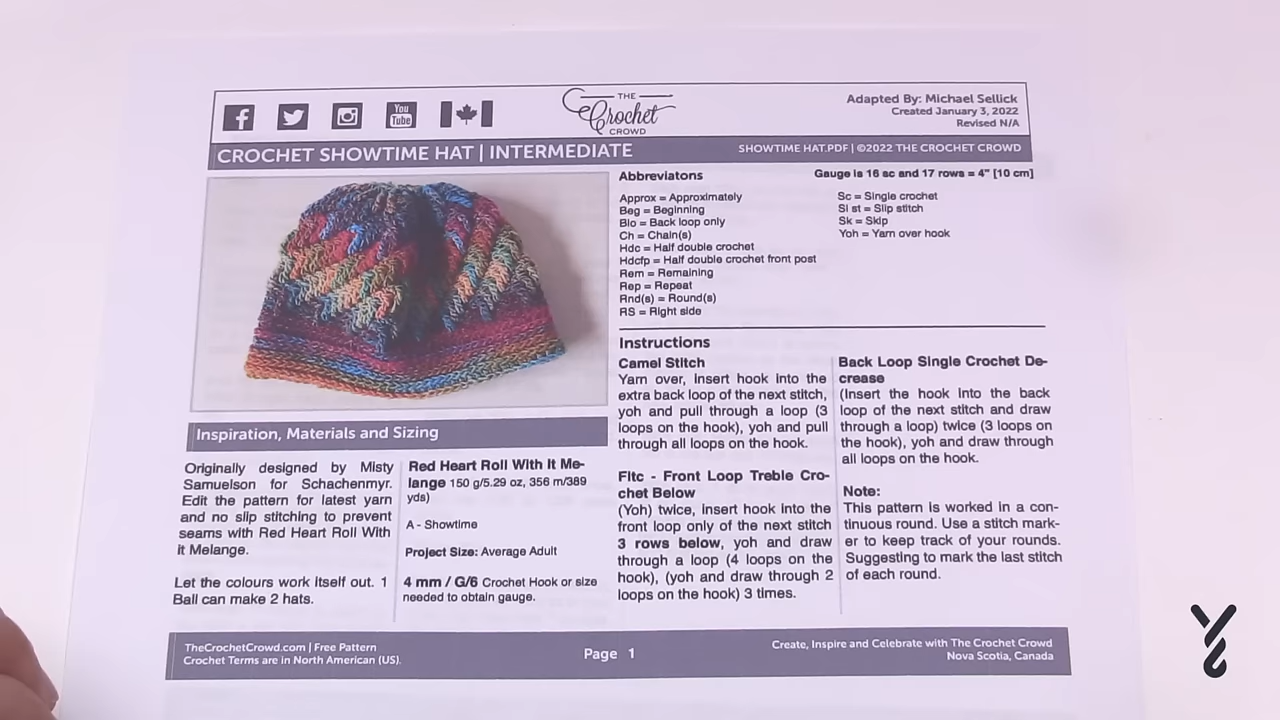 You
Tube
THE
Crochet
CROWD
Adapted By: Michael Sellick
Created January 3, 2022
Revised N/A
CROCHET SHOWTIME HAT | INTERMEDIATE
SHOWTIME HAT.PDF | ©2022 THE CROCHET CROWD
Abbreviatons
Gauge is 16 sc and 17 rows = 4" [10 cm]
Approx = Approximately
Beg = Beginning
Blo = Back loop only
Ch = Chain(s)
Hdc = Half double crochet
Hdcfp = Half double crochet front post
Rem = Remaining
Rep = Repeat
Rnd(s) = Round(s)
RS = Right side
Sc = Single crochet
Sl st = Slip stitch
Sk = Skip
Yoh = Yarn over hook
Inspiration, Materials and Sizing
Originally designed by Misty
Samuelson for Schachenmyr.
Edit the pattern for latest yarn
and no slip stitching to prevent
seams with Red Heart Roll With
it Melange.
Let the colours work itself out. 1
Ball can make 2 hats.
Red Heart Roll With It Me-
lange 150 g/5.29 oz, 356 m/389
yds)
A - Showtime
Project Size: Average Adult
4 mm / G/6 Crochet Hook or size
needed to obtain gauge.
Instructions
Camel Stitch
Yarn over, insert hook into the
extra back loop of the next stitch,
yoh and pull through a loop (3
loops on the hook), yoh and pull
through all loops on the hook.
Fltc - Front Loop Treble Cro-
chet Below
(Yoh) twice, insert hook into the
front loop only of the next stitch
3 rows below, yoh and draw
through a loop (4 loops on the
hook), (yoh and draw through 2
loops on the hook) 3 times.
Back Loop Single Crochet De-
crease
(Insert the hook into the back
loop of the next stitch and draw
through a loop) twice (3 loops on
the hook), yoh and draw through
all loops on the hook.
Note:
This pattern is worked in a con-
tinuous round. Use a stitch mark-
er to keep track of your rounds.
Suggesting to mark the last stitch
of each round.
TheCrochetCrowd.com | Free Pattern
Crochet Terms are in North American (US).
Page 1
Create, Inspire and Celebrate with The Crochet Crowd
Nova Scotia, Canada